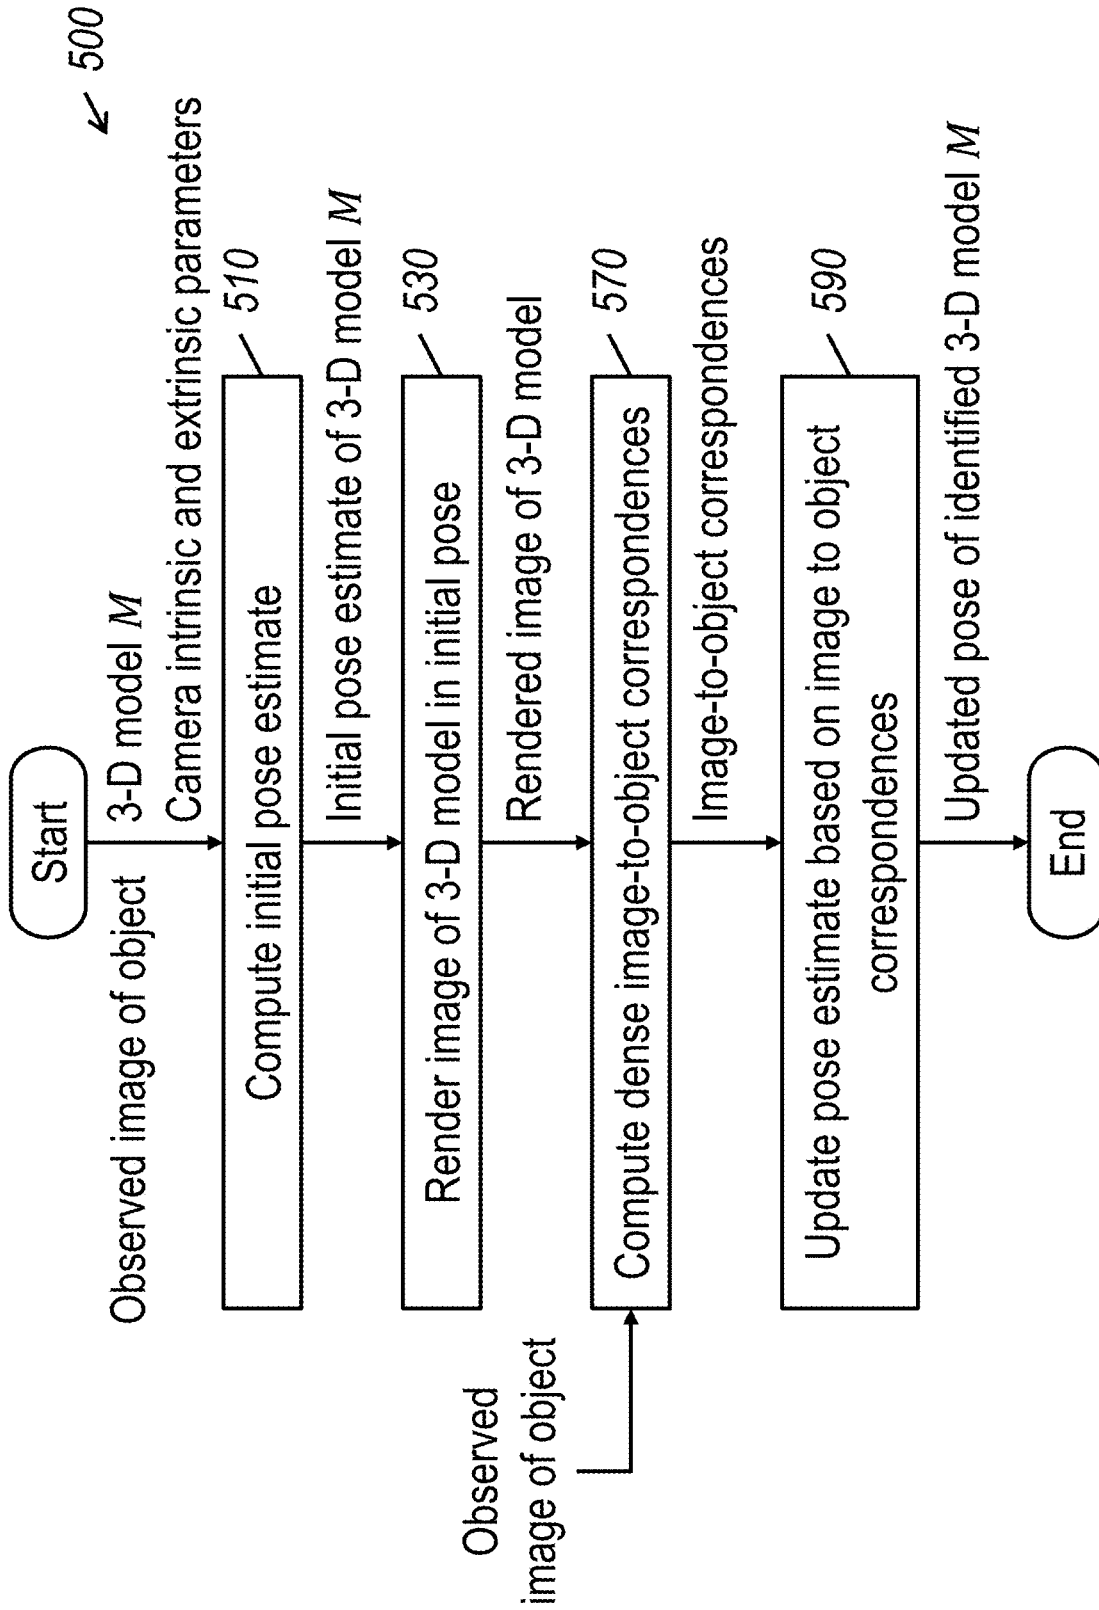 500
Start
Observed image of object
3-D model M
Camera intrinsic and extrinsic parameters
510
Compute initial pose estimate
Initial pose estimate of 3-D model M
530
Render image of 3-D model in initial pose
Rendered image of 3-D model
Observed
image of object
570
Compute dense image-to-object correspondences
Image-to-object correspondences
590
Update pose estimate based on image to object
correspondences
Updated pose of identified 3-D model M
End